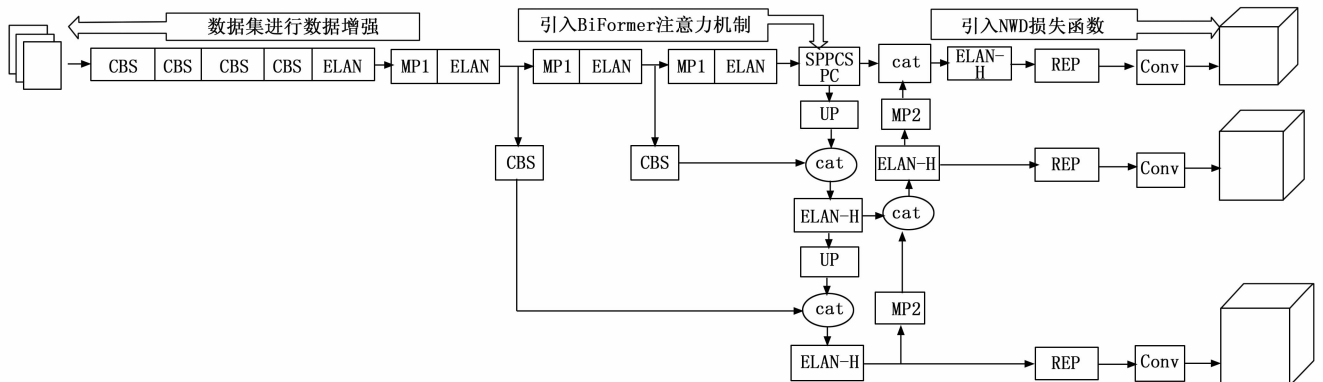 数据集进行数据增强
引入BiFormer注意力机制
引入NWD损失函数
CBS CBS CBS CBS ELAN MP1 ELAN MP1 ELAN MP1 ELAN
SPPCS
PC
cat
ELAN-
H
REP
Conv
UP
MP2
CBS
CBS
cat
ELAN-H
REP
Conv
ELAN-H
cat
UP
cat
MP2
ELAN-H
REP
Conv